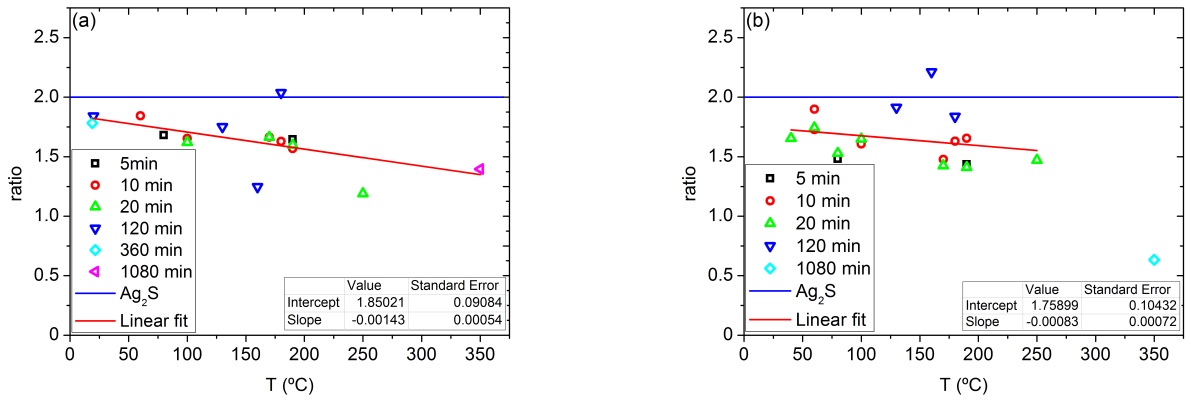 (a)
2.5
2.0
1.5
1.0
0.5
0
ratio
5min
10 min
20 min
120 min
360 min
1080 min
Ag₂S
Linear fit
Value Standard Error
Intercept 1.85021 0.09084
Slope -0.00143 0.00054
0 50 100 150 200 250 300 350
T (ºC)
(b)
2.5
2.0
1.5
1.0
0.5
0
ratio
5 min
10 min
20 min
120 min
1080 min
Ag₂S
Linear fit
Value Standard Error
Intercept 1.75899 0.10432
Slope -0.00083 0.00072
0 50 100 150 200 250 300 350
T (ºC)